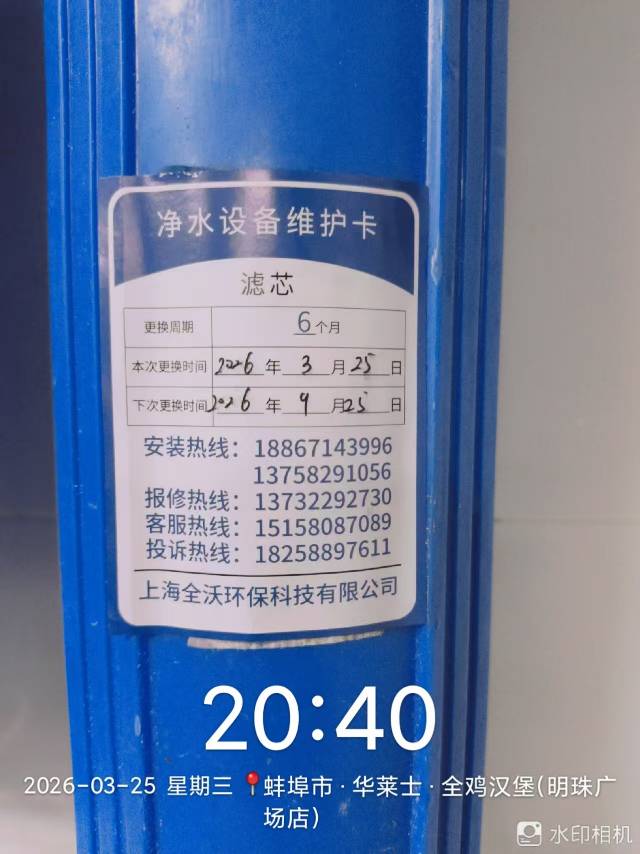 净水设备维护卡
滤芯
更换周期 6个月
本次更换时间 2026年 3 月 25 日
下次更换时间 2026年 9 月 25 日
安装热线：18867143996
13758291056
报修热线：13732292730
客服热线：15158087089
投诉热线：18258897611
上海全沃环保科技有限公司
20:40
2026-03-25 星期三 📍蚌埠市·华莱士·全鸡汉堡(明珠广
场店)
水印相机